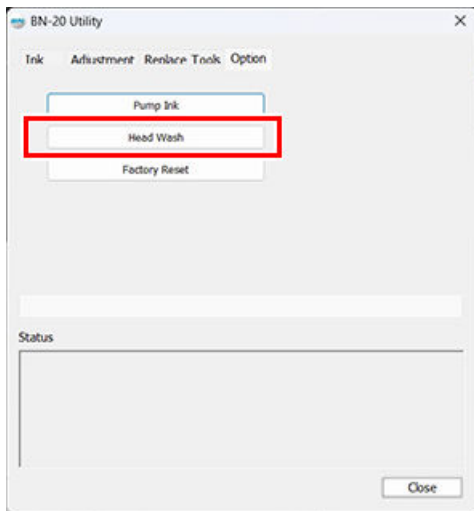 BN-20 Utility
Ink Adjustment Replace Tools Option
Pump Ink
Head Wash
Factory Reset
Status
Close